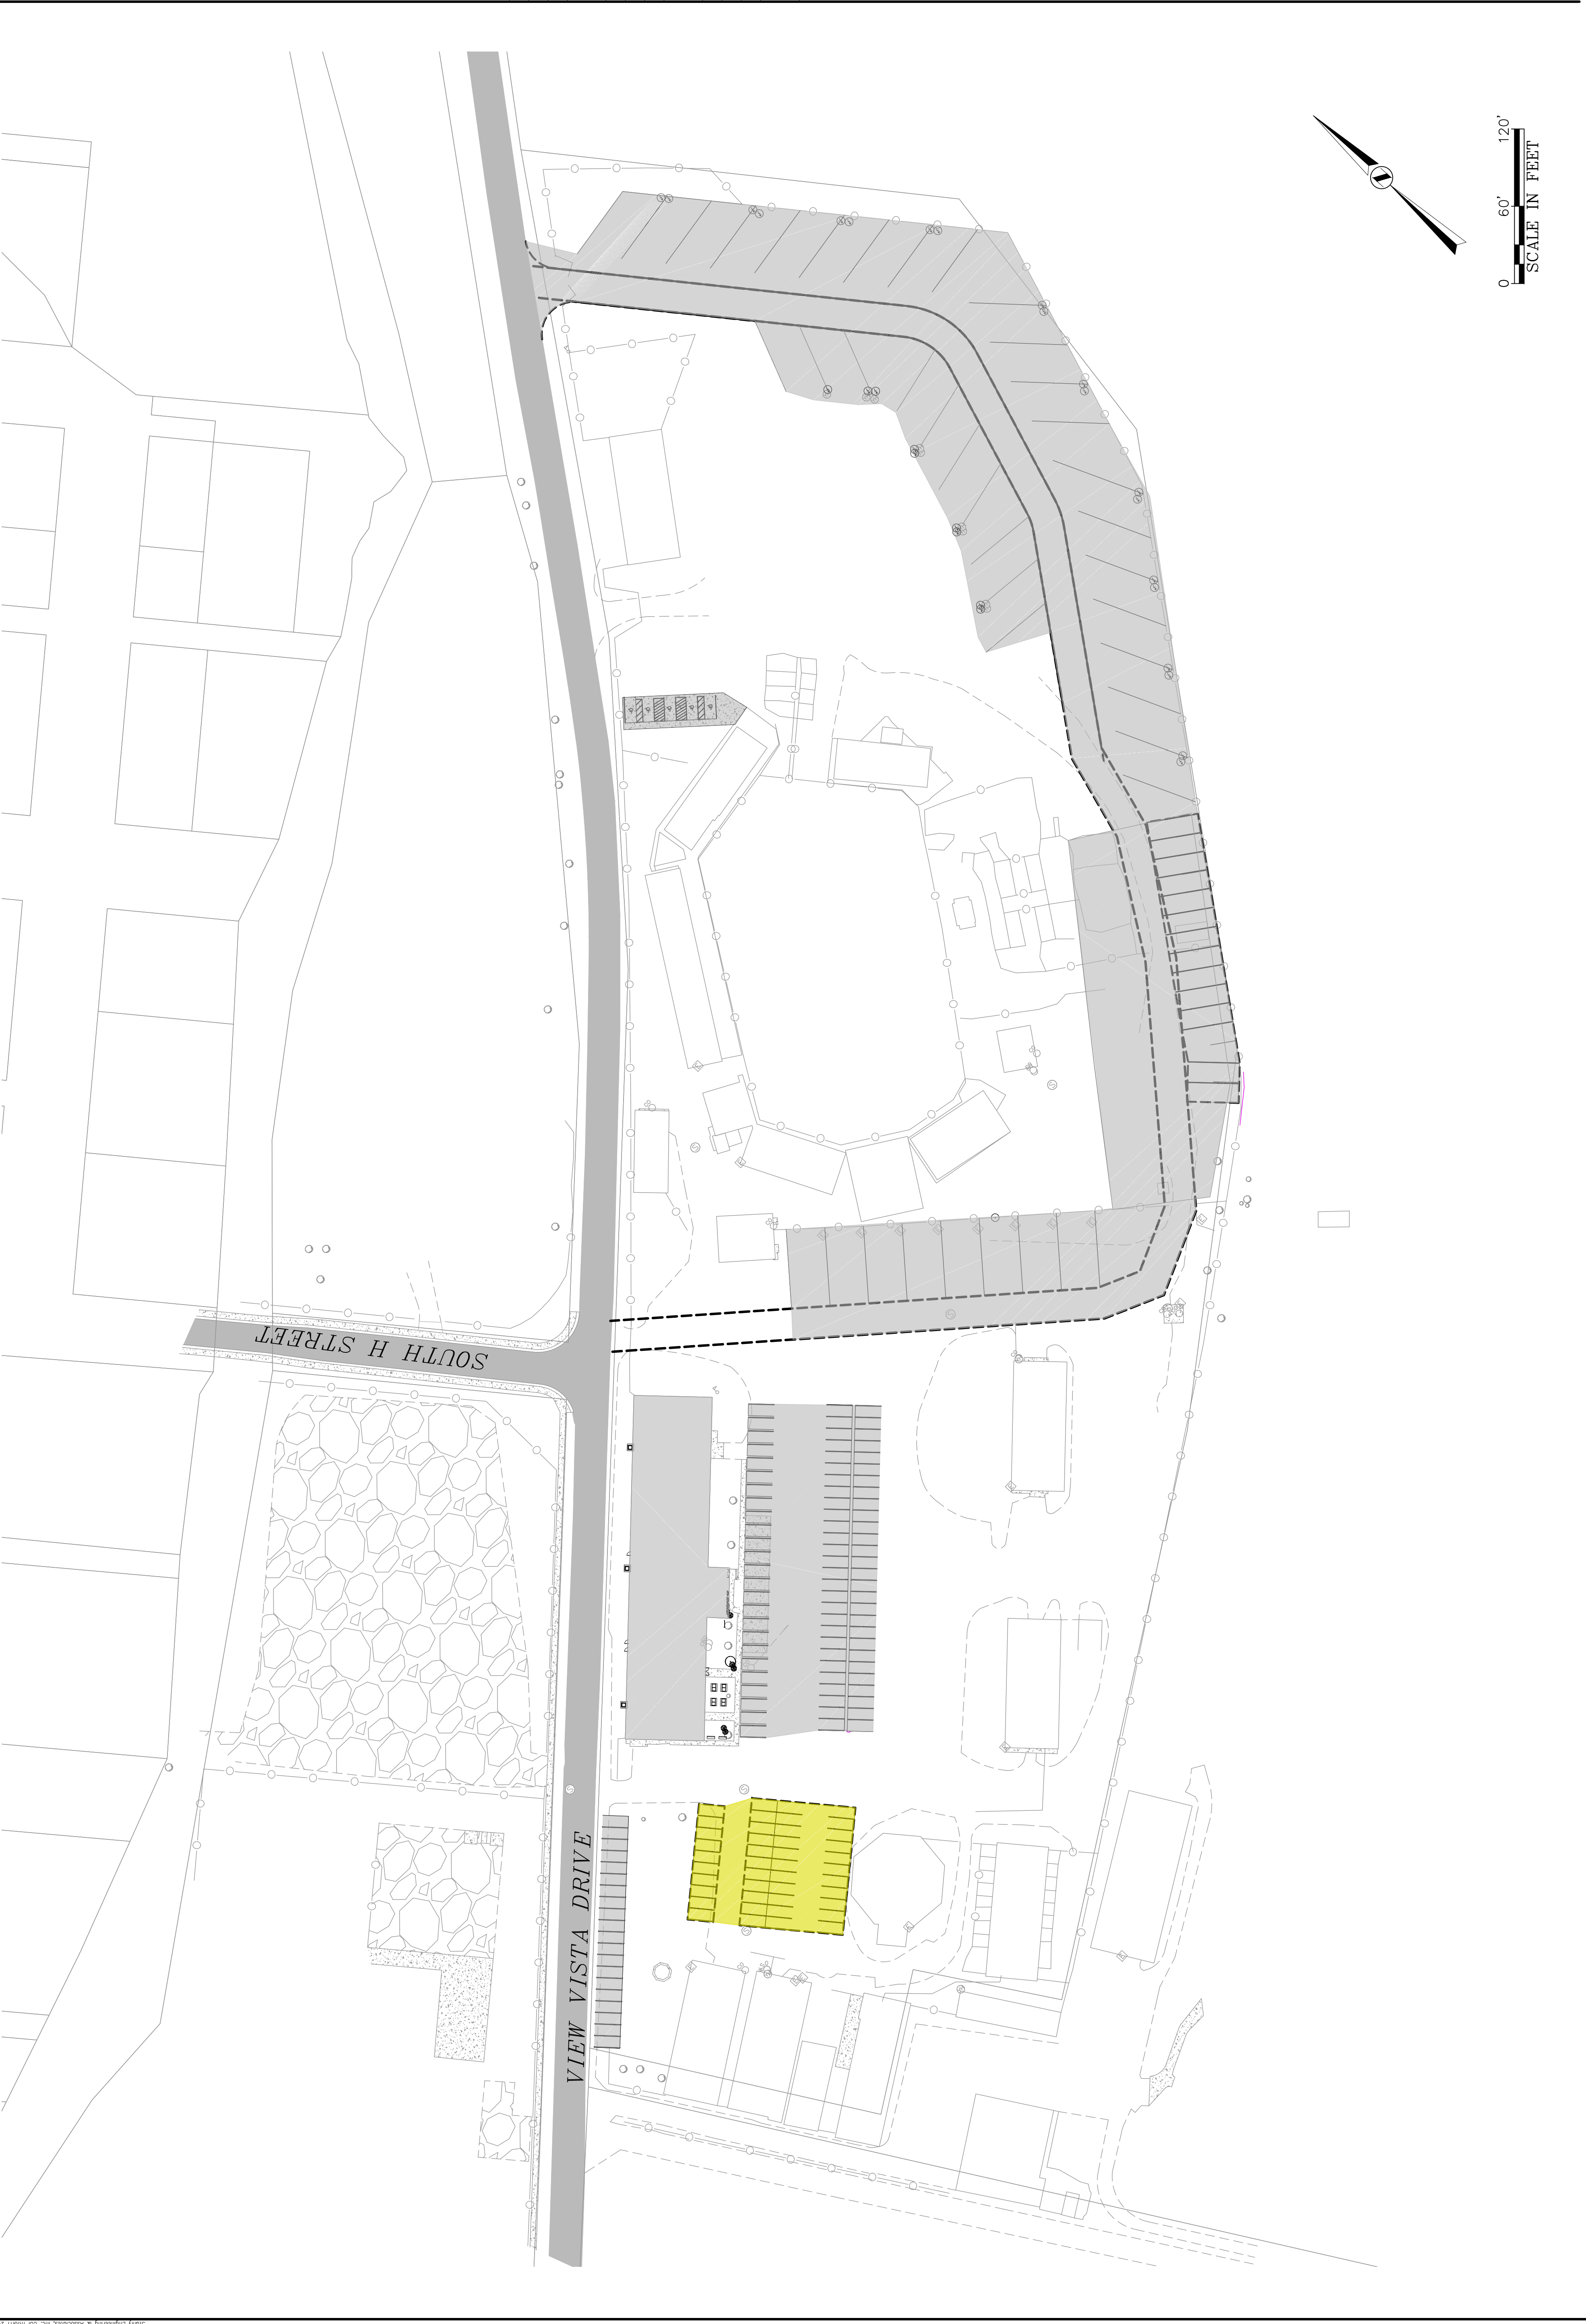 0 60' 120'
SCALE IN FEET
SOUTH H STREET
VIEW VISTA DRIVE